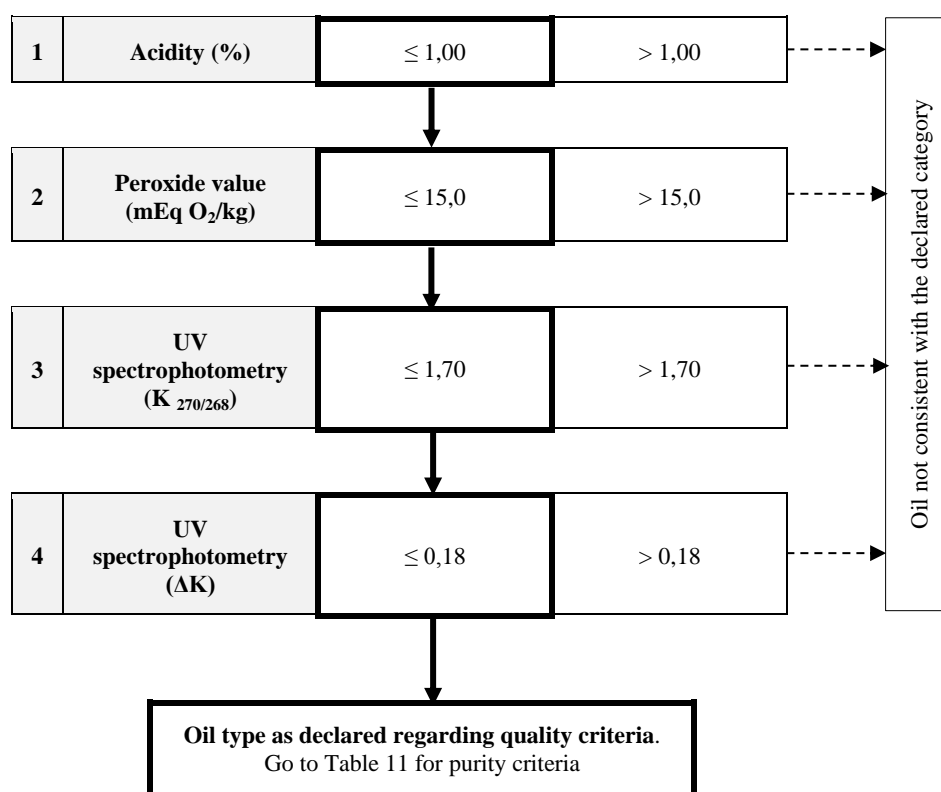 1 Acidity (%) ≤ 1,00 > 1,00
2 Peroxide value (mEq O₂/kg) ≤ 15,0 > 15,0
3 UV spectrophotometry (K 270/268) ≤ 1,70 > 1,70
4 UV spectrophotometry (ΔK) ≤ 0,18 > 0,18
Oil not consistent with the declared category
Oil type as declared regarding quality criteria.
Go to Table 11 for purity criteria